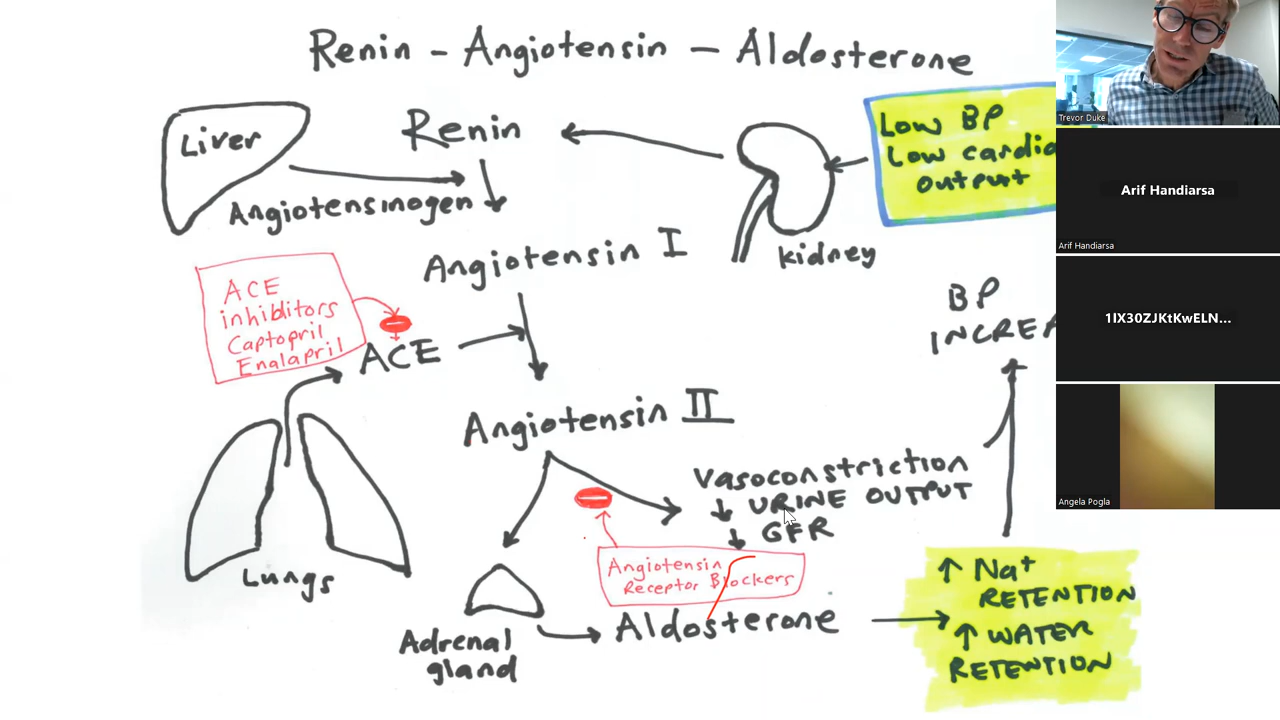 Renin - Angiotensin - Aldosterone
Liver
Renin
Low BP
Low cardio
output
Angiotensinogen
kidney
Angiotensin I
ACE
inhibitors
Captopril
Enalapril
ACE
BP
INCREA
Angiotensin II
Vasoconstriction
↓ URINE OUTPUT
↓ GFR
Lungs
Angiotensin
Receptor Blockers
Adrenal
gland
Aldosterone
↑ Na+
RETENTION
↑ WATER
RETENTION
Trevor Duke
Arif Handiarsa
Arif Handiarsa
1IX30ZJKtKwELN...
Angela Pogla